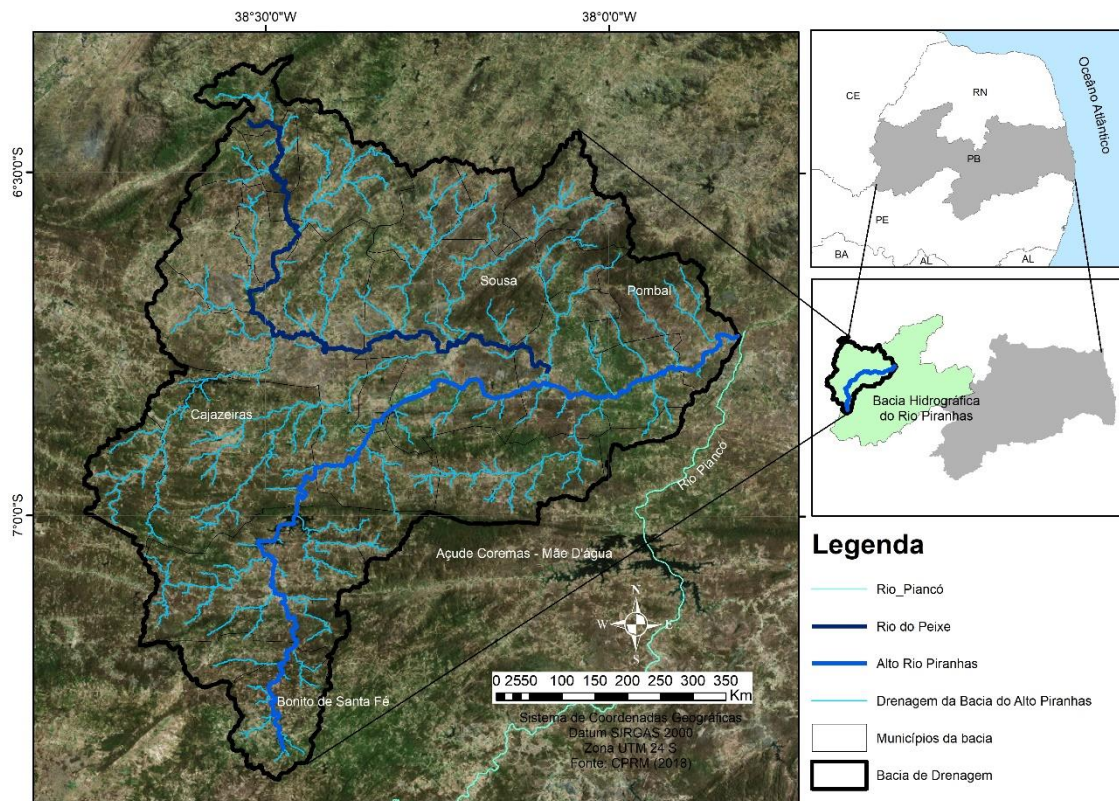 38°30'0"W
38°0'0"W
6°30'0"S
7°0'0"S
Sousa
Pombal
Cajazeiras
Rio_Piancó
Açude Coremas - Mãe D'água
Bonito de Santa Fé
N
W
E
S
0 2550 100 150 200 250 300 350
Km
Sistema de Coordenadas Geográficas
Datum SIRGAS 2000
Zona UTM 24 S
Fonte: CPRM (2018)
CE
RN
PB
PE
BA
AL
AL
Oceâno Atlântico
Bacia Hidrográfica
do Rio Piranhas
Legenda
Rio_Piancó
Rio do Peixe
Alto Rio Piranhas
Drenagem da Bacia do Alto Piranhas
Municípios da bacia
Bacia de Drenagem